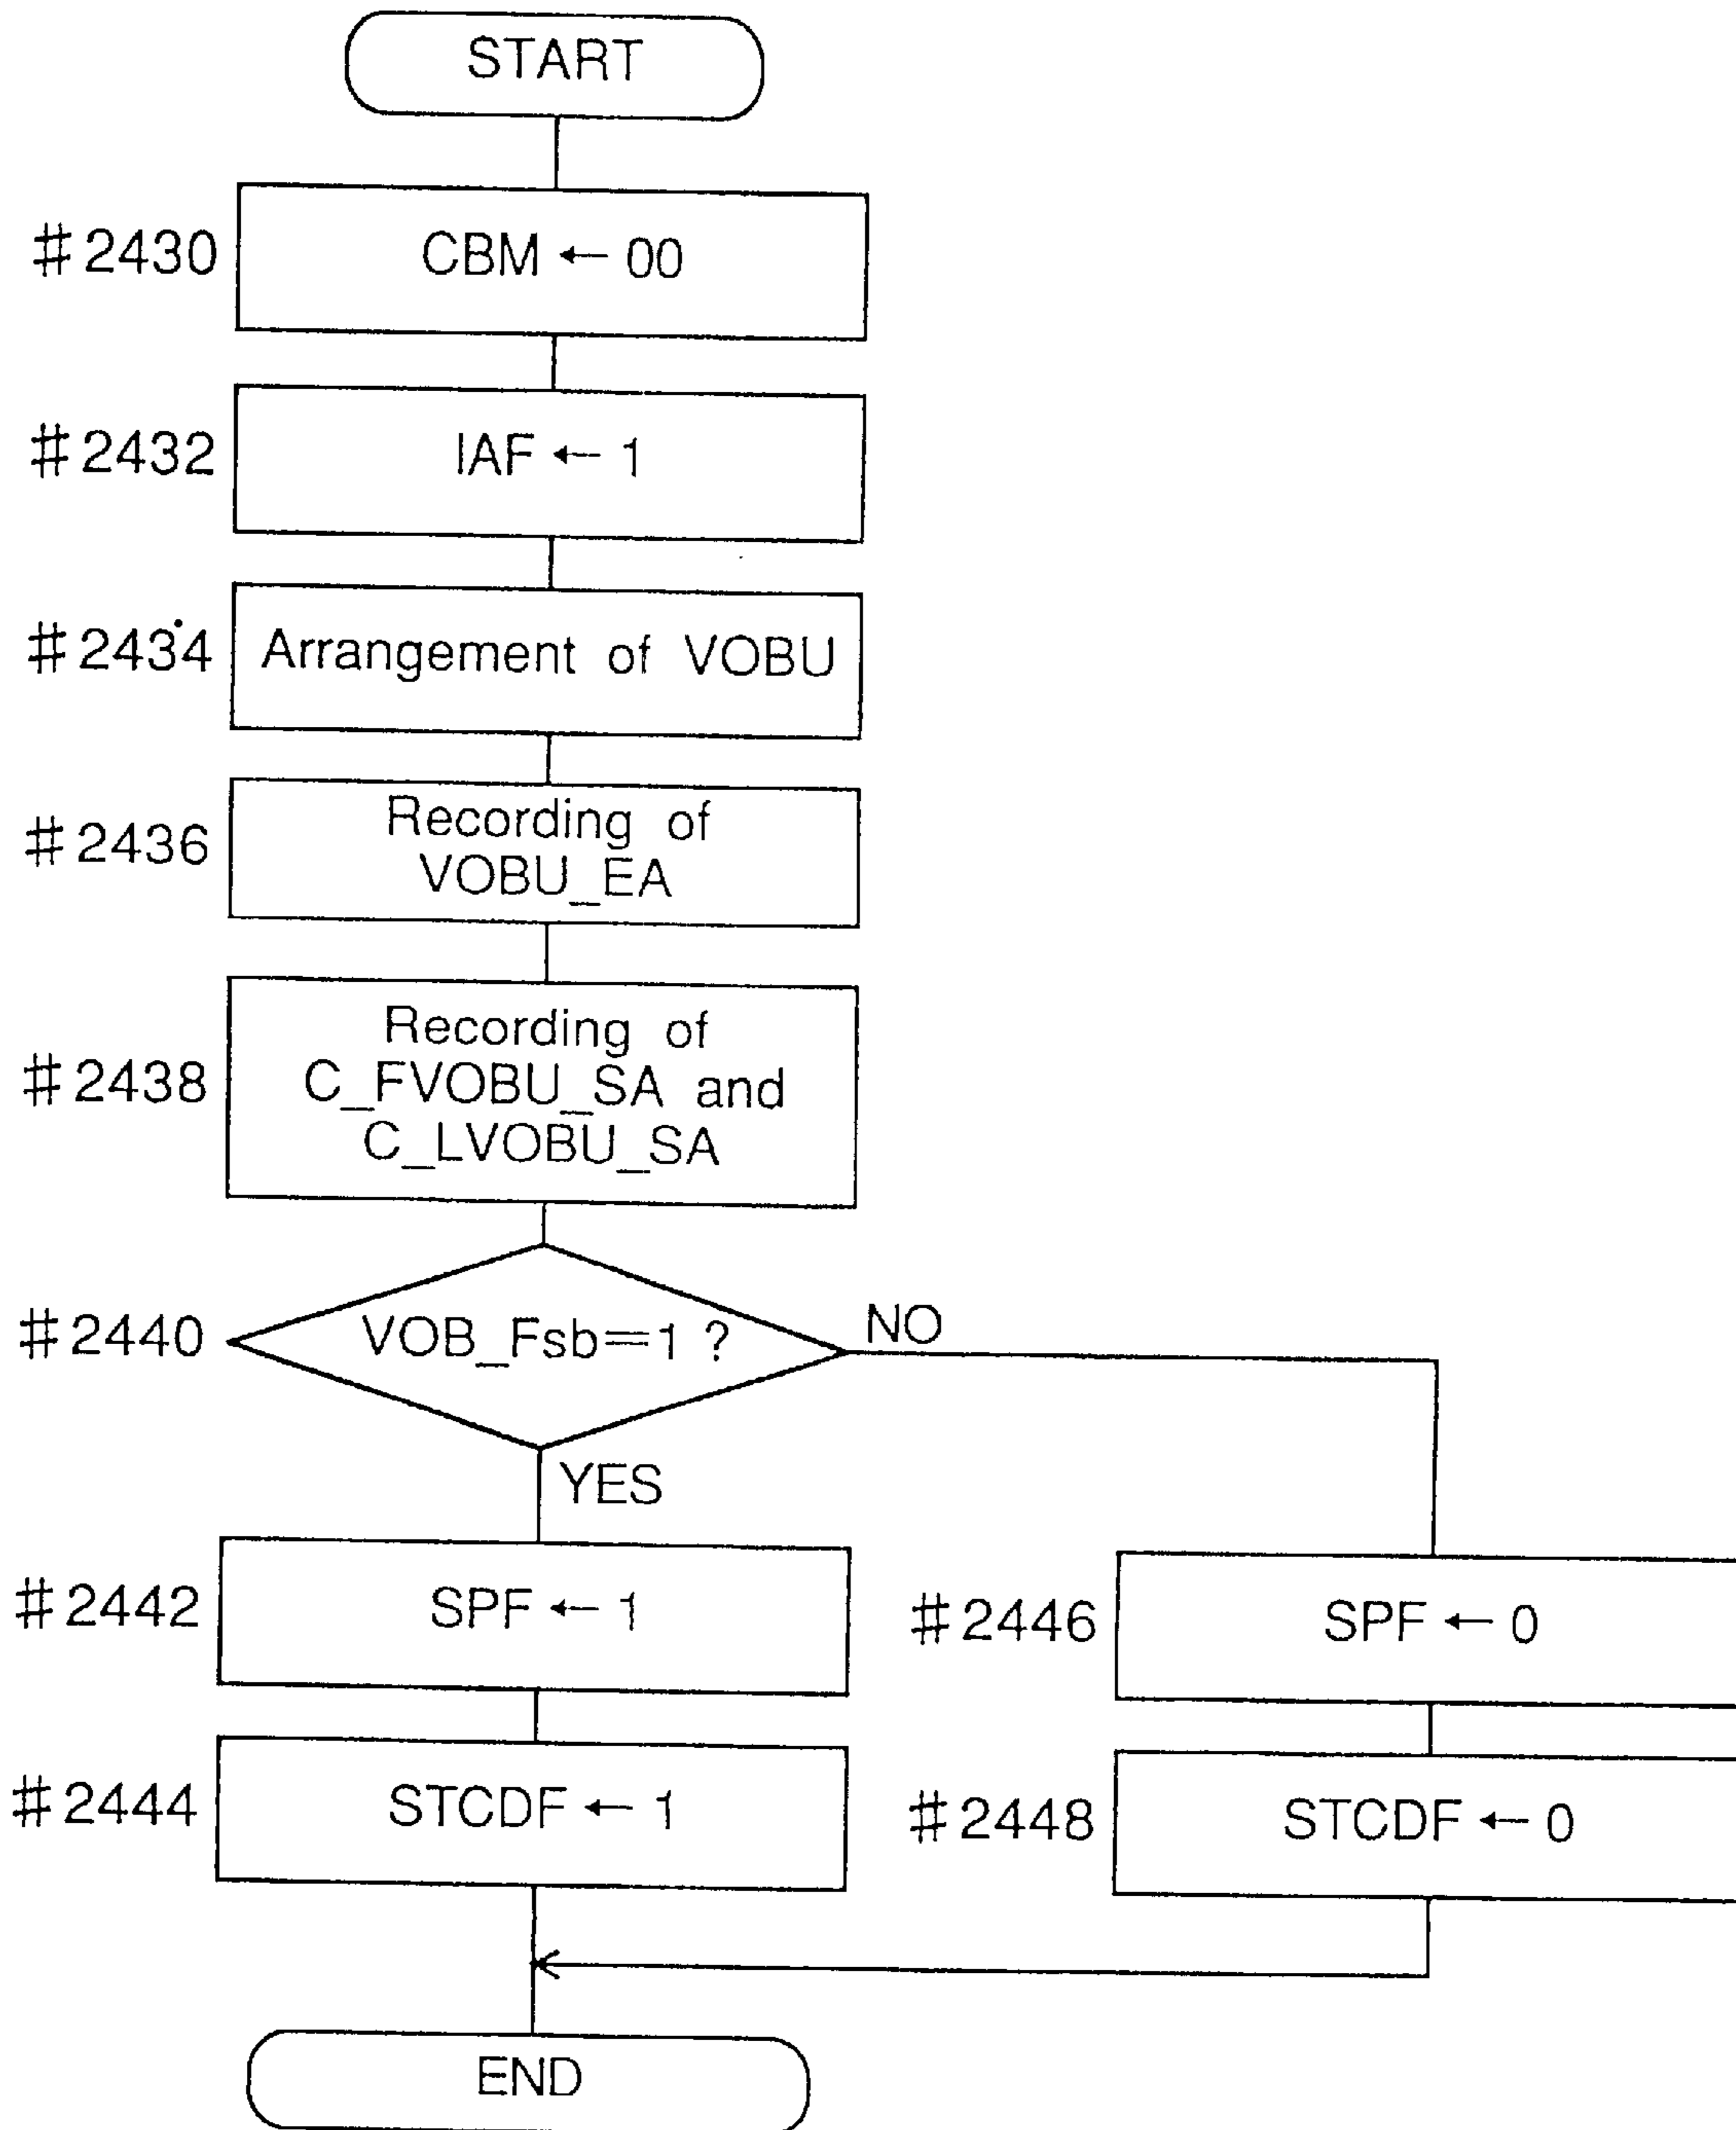 START
#2430
CBM ← 00
#2432
IAF ← 1
#2434
Arrangement of VOBU
#2436
Recording of
VOBU_EA
#2438
Recording of
C_FVOBU_SA and
C_LVOBU_SA
#2440
VOB_Fsb==1 ?
NO
YES
#2442
SPF ← 1
#2446
SPF ← 0
#2444
STCDF ← 1
#2448
STCDF ← 0
END